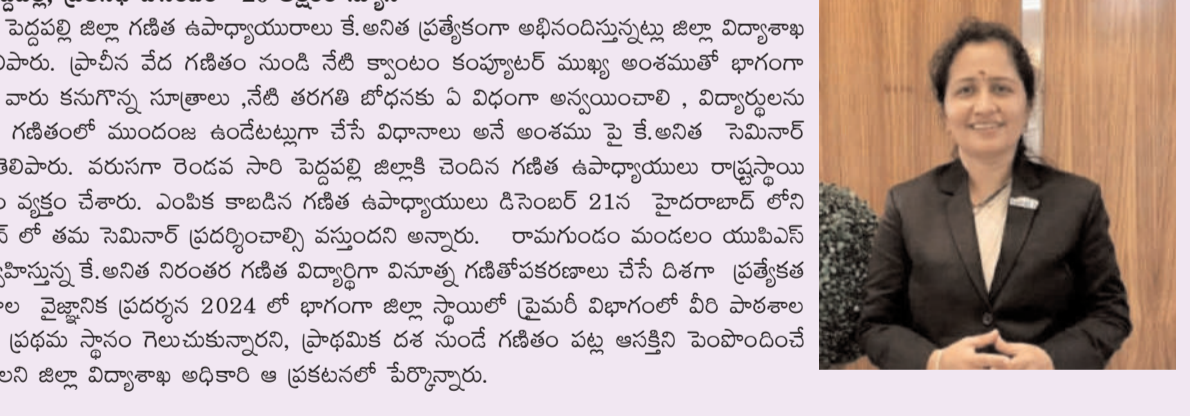 పెద్దపల్లి జిల్లా గణిత ఉపాధ్యాయురాలు కే.అనిత ప్రత్యేకంగా అభినందిస్తున్నట్లు జిల్లా విద్యాశాఖ
ప్రాచీన వేద గణితం నుండి నేటి క్వాంటం కంప్యూటర్ ముఖ్య అంశముతో భాగంగా
వారు కనుగొన్న సూత్రాలు ,నేటి తరగతి బోధనకు ఏ విధంగా అన్వయించాలి , విద్యార్థులను
గణితంలో ముందంజ ఉండేటట్లుగా చేసే విధానాలు అనే అంశము పై కే.అనిత సెమినార్
తెలిపారు. వరుసగా రెండవ సారి పెద్దపల్లి జిల్లాకి చెందిన గణిత ఉపాధ్యాయులు రాష్ట్రస్థాయి
వ్యక్తం చేశారు. ఎంపిక కాబడిన గణిత ఉపాధ్యాయులు డిసెంబర్ 21న హైదరాబాద్ లోని
లో తమ సెమినార్ ప్రదర్శించాల్సి వస్తుందని అన్నారు. రామగుండం మండలం యుపిఎస్
కే.అనిత నిరంతర గణిత విద్యార్థిగా వినూత్న గణితోపకరణాలు చేసే దిశగా ప్రత్యేకత
వైజ్ఞానిక ప్రదర్శన 2024 లో భాగంగా జిల్లా స్థాయిలో ప్రైమరీ విభాగంలో వీరి పాఠశాల
ప్రథమ స్థానం గెలుచుకున్నారని, ప్రాథమిక దశ నుండే గణితం పట్ల ఆసక్తిని పెంపొందించే
జిల్లా విద్యాశాఖ అధికారి ఆ ప్రకటనలో పేర్కొన్నారు.